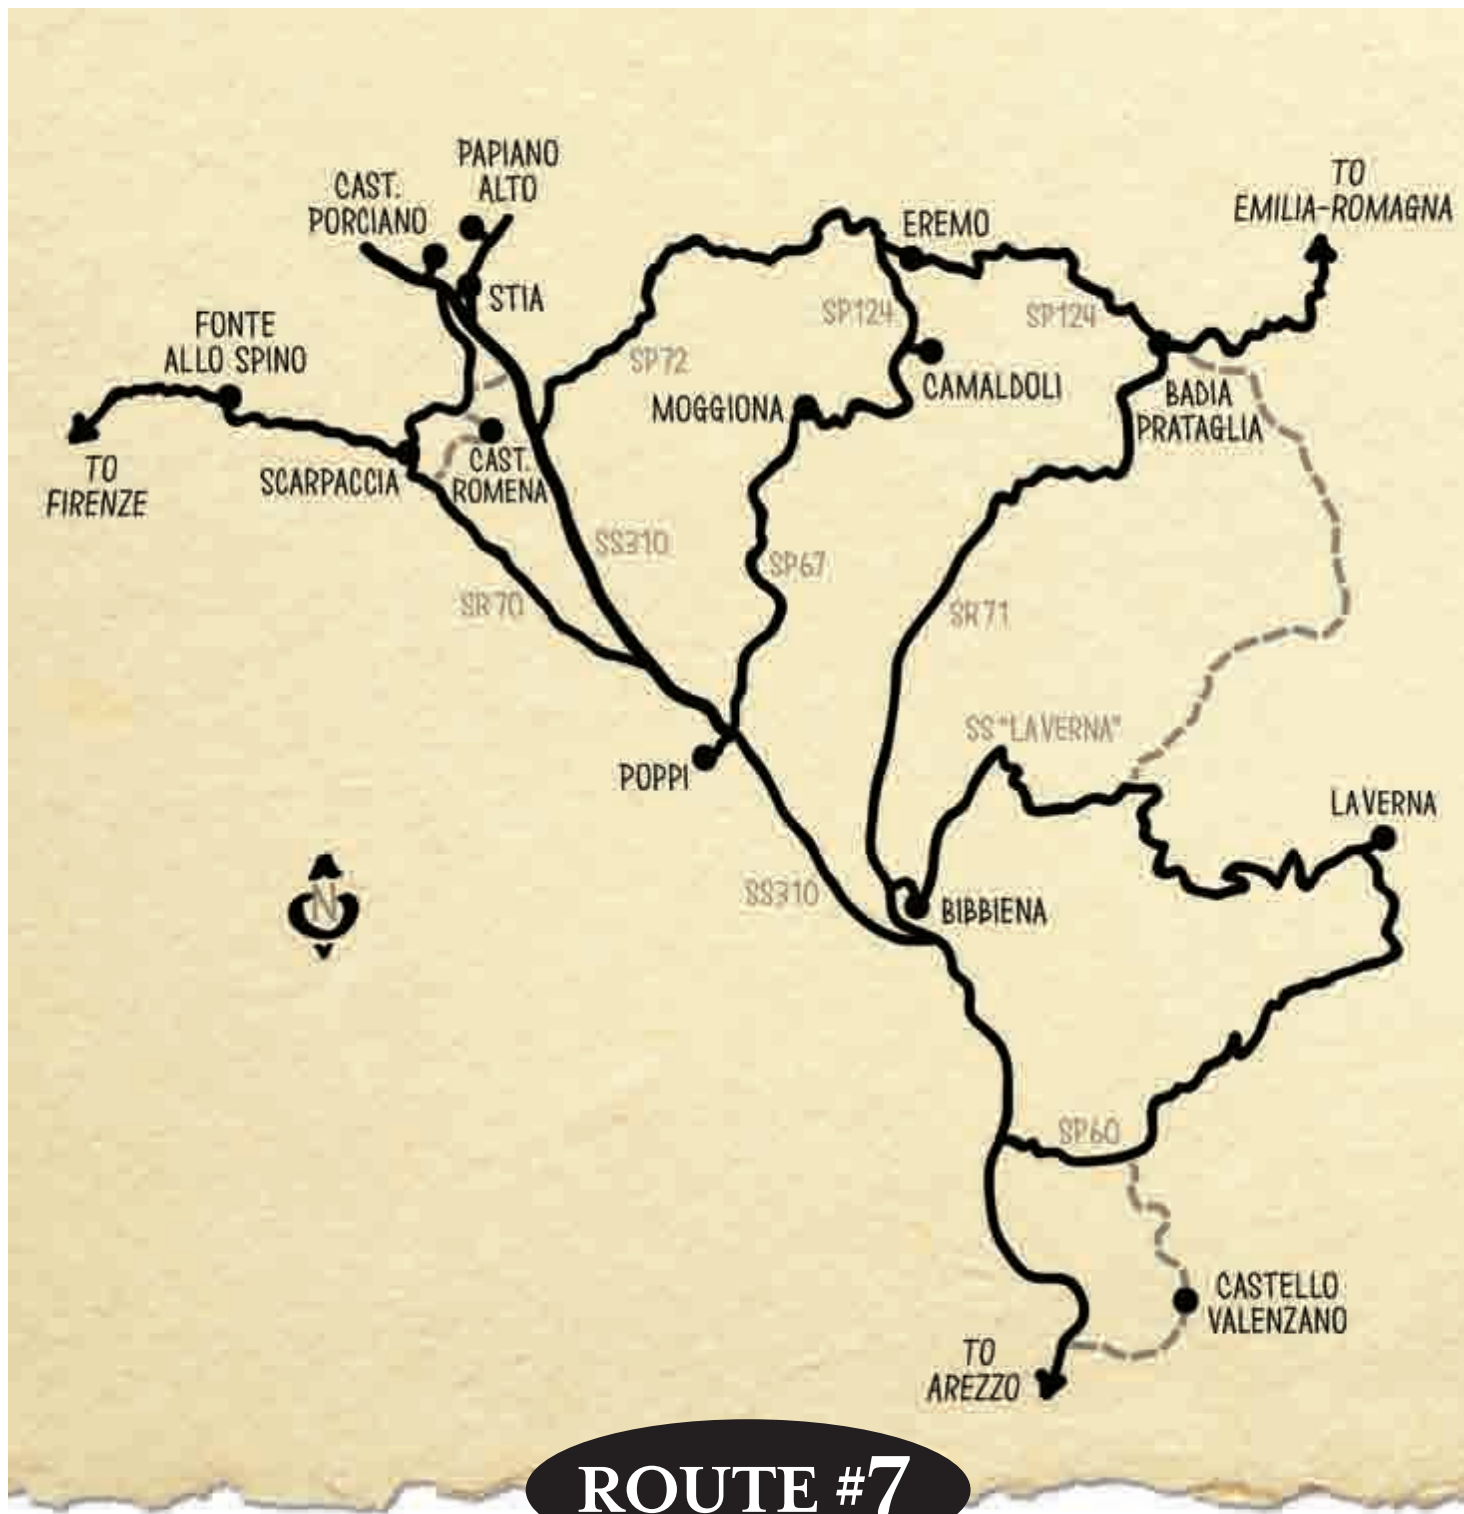 PAPIANO
ALTO
CAST.
PORCIANO
TO
EMILIA-ROMAGNA
EREMO
STIA
SP124
SP124
FONTE
ALLO SPINO
SP72
CAMALDOLI
MOGGIONA
BADIA
PRATAGLIA
TO
FIRENZE
SCARPACCIA
CAST.
ROMENA
SS310
SP67
SR70
SR71
SS "LA VERNA"
POPPI
LA VERNA
N
SS310
BIBBIENA
SP60
CASTELLO
VALENZANO
TO
AREZZO
ROUTE #7